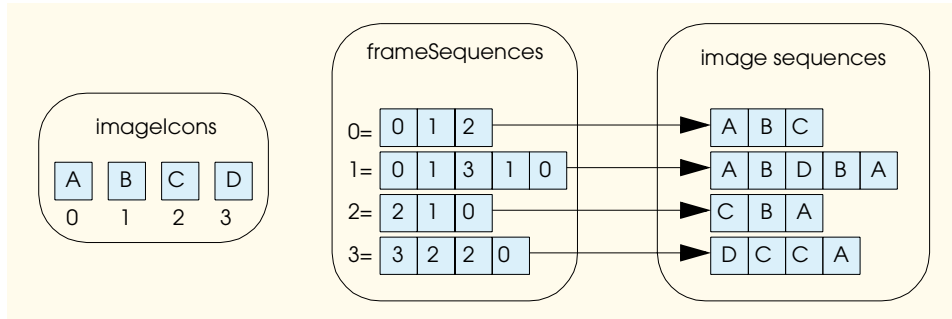 imageIcons
A B C D
0 1 2 3
frameSequences
0= 0 1 2
1= 0 1 3 1 0
2= 2 1 0
3= 3 2 2 0
image sequences
A B C
A B D B A
C B A
D C C A